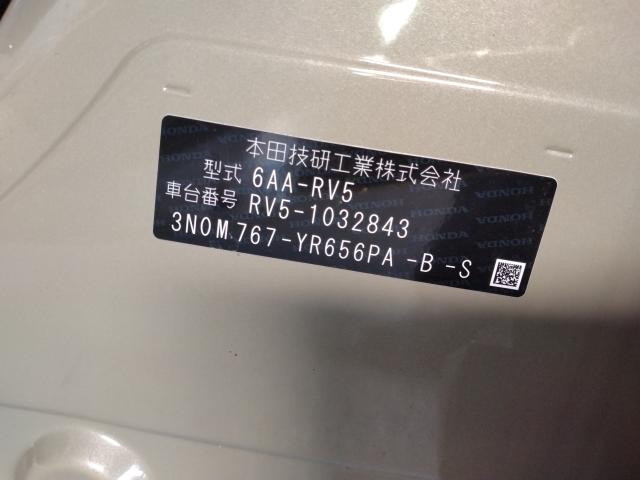 本田技研工業株式会社
型式 6AA-RV5
車台番号 RV5-1032843
3N0M767-YR656PA -B -S